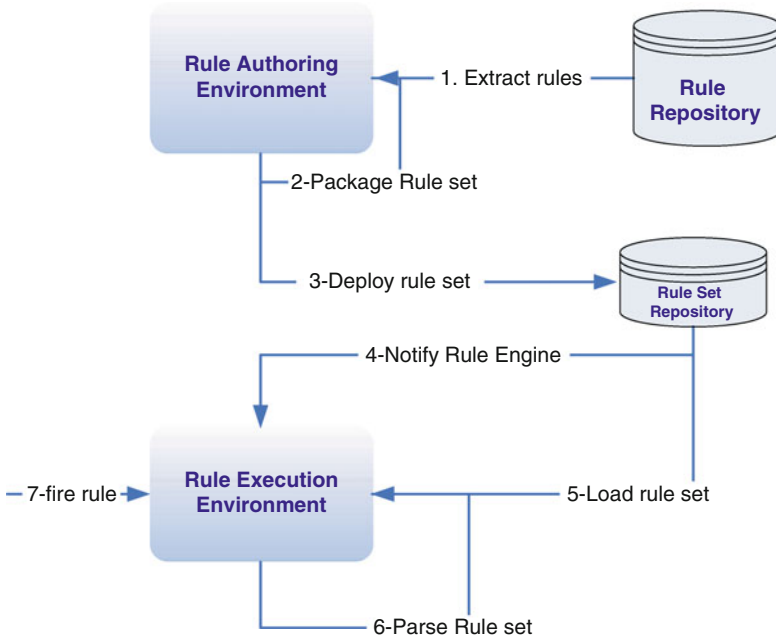 Rule Authoring
Environment
1. Extract rules
Rule
Repository
2-Package Rule set
3-Deploy rule set
Rule Set
Repository
4-Notify Rule Engine
Rule Execution
Environment
7-fire rule
5-Load rule set
6-Parse Rule set